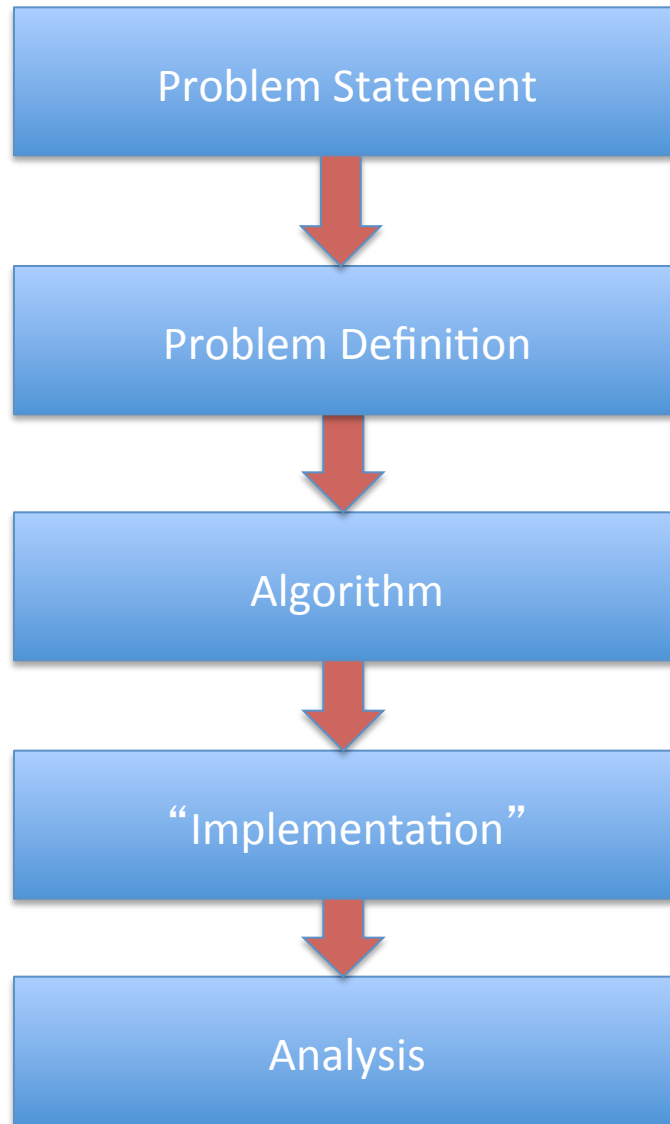 Problem Statement
Problem Definition
Algorithm
“Implementation”
Analysis